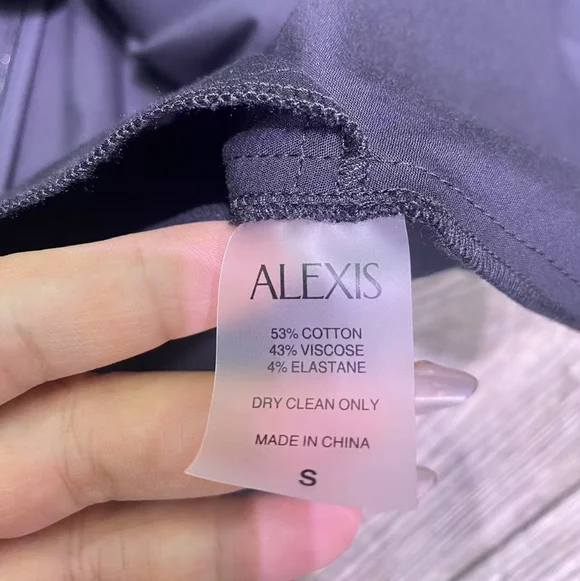 ALEXIS
53% COTTON
43% VISCOSE
4% ELASTANE
DRY CLEAN ONLY
MADE IN CHINA
S